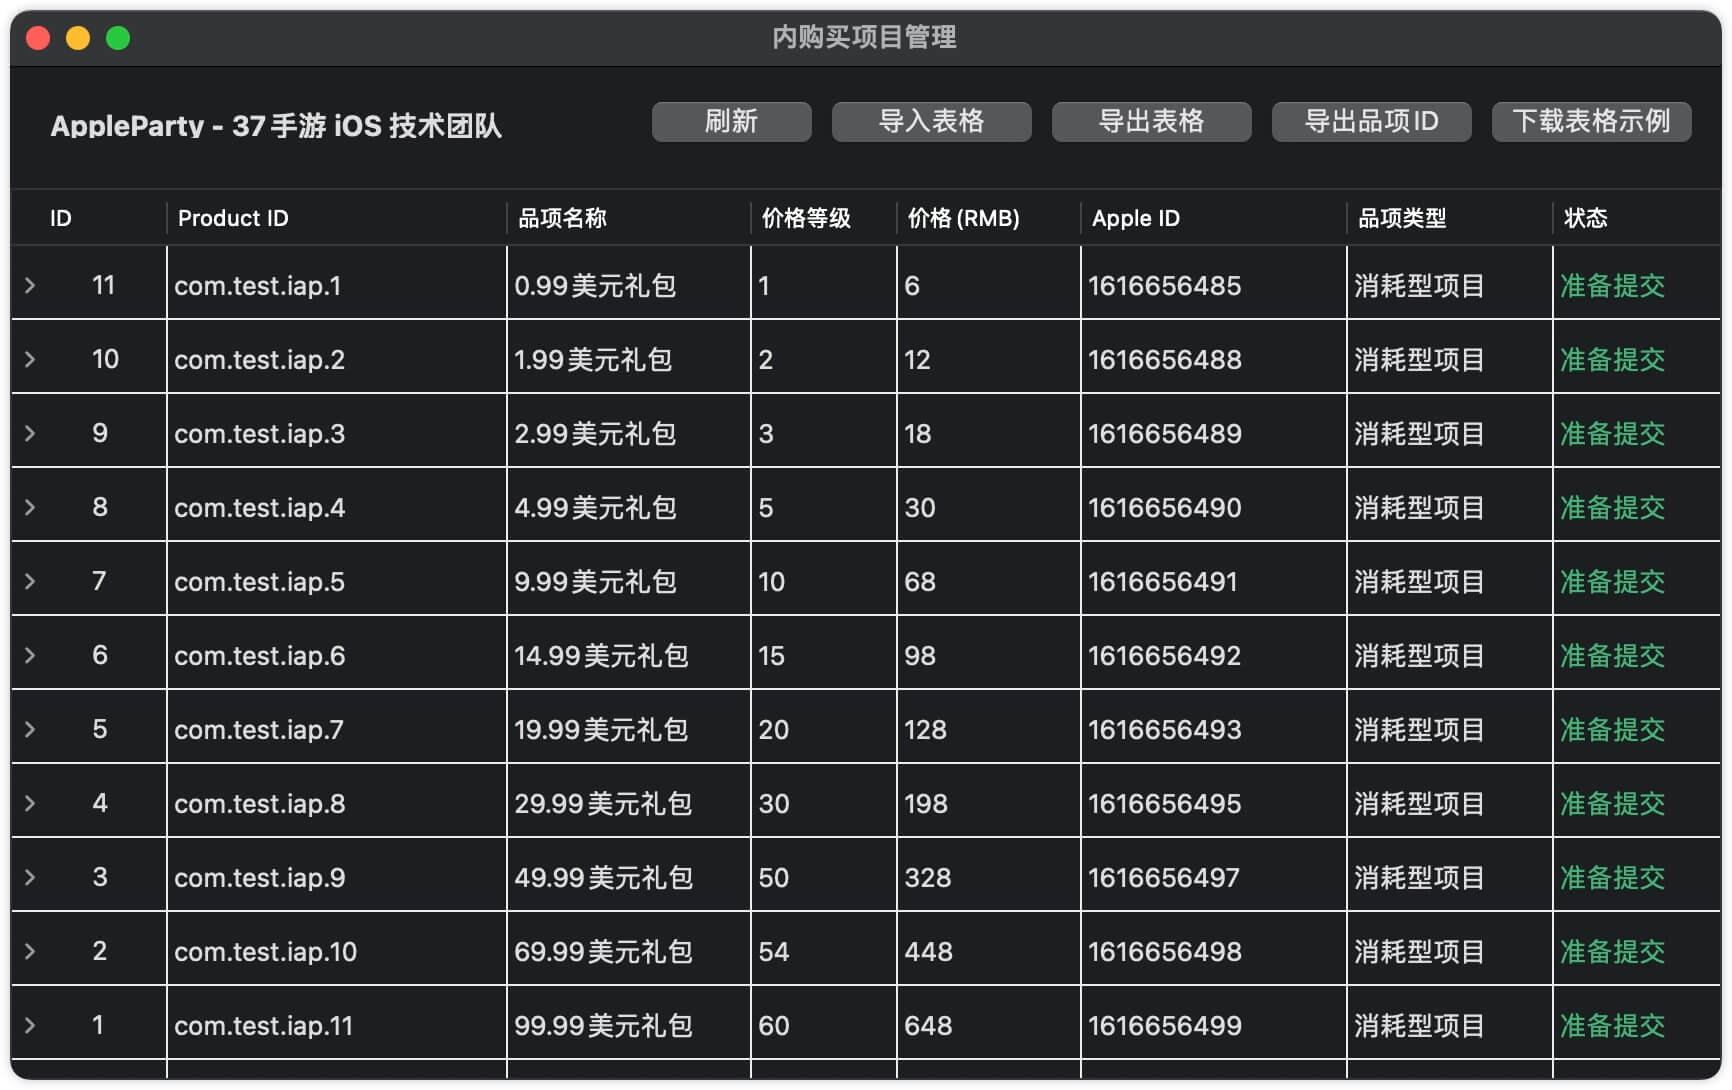 内购买项目管理
AppleParty - 37手游 iOS 技术团队 刷新 导入表格 导出表格 导出品项ID 下载表格示例
ID Product ID 品项名称 价格等级 价格 (RMB) Apple ID 品项类型 状态
11 com.test.iap.1 0.99美元礼包 1 6 1616656485 消耗型项目 准备提交
10 com.test.iap.2 1.99美元礼包 2 12 1616656488 消耗型项目 准备提交
9 com.test.iap.3 2.99美元礼包 3 18 1616656489 消耗型项目 准备提交
8 com.test.iap.4 4.99美元礼包 5 30 1616656490 消耗型项目 准备提交
7 com.test.iap.5 9.99美元礼包 10 68 1616656491 消耗型项目 准备提交
6 com.test.iap.6 14.99美元礼包 15 98 1616656492 消耗型项目 准备提交
5 com.test.iap.7 19.99美元礼包 20 128 1616656493 消耗型项目 准备提交
4 com.test.iap.8 29.99美元礼包 30 198 1616656495 消耗型项目 准备提交
3 com.test.iap.9 49.99美元礼包 50 328 1616656497 消耗型项目 准备提交
2 com.test.iap.10 69.99美元礼包 54 448 1616656498 消耗型项目 准备提交
1 com.test.iap.11 99.99美元礼包 60 648 1616656499 消耗型项目 准备提交